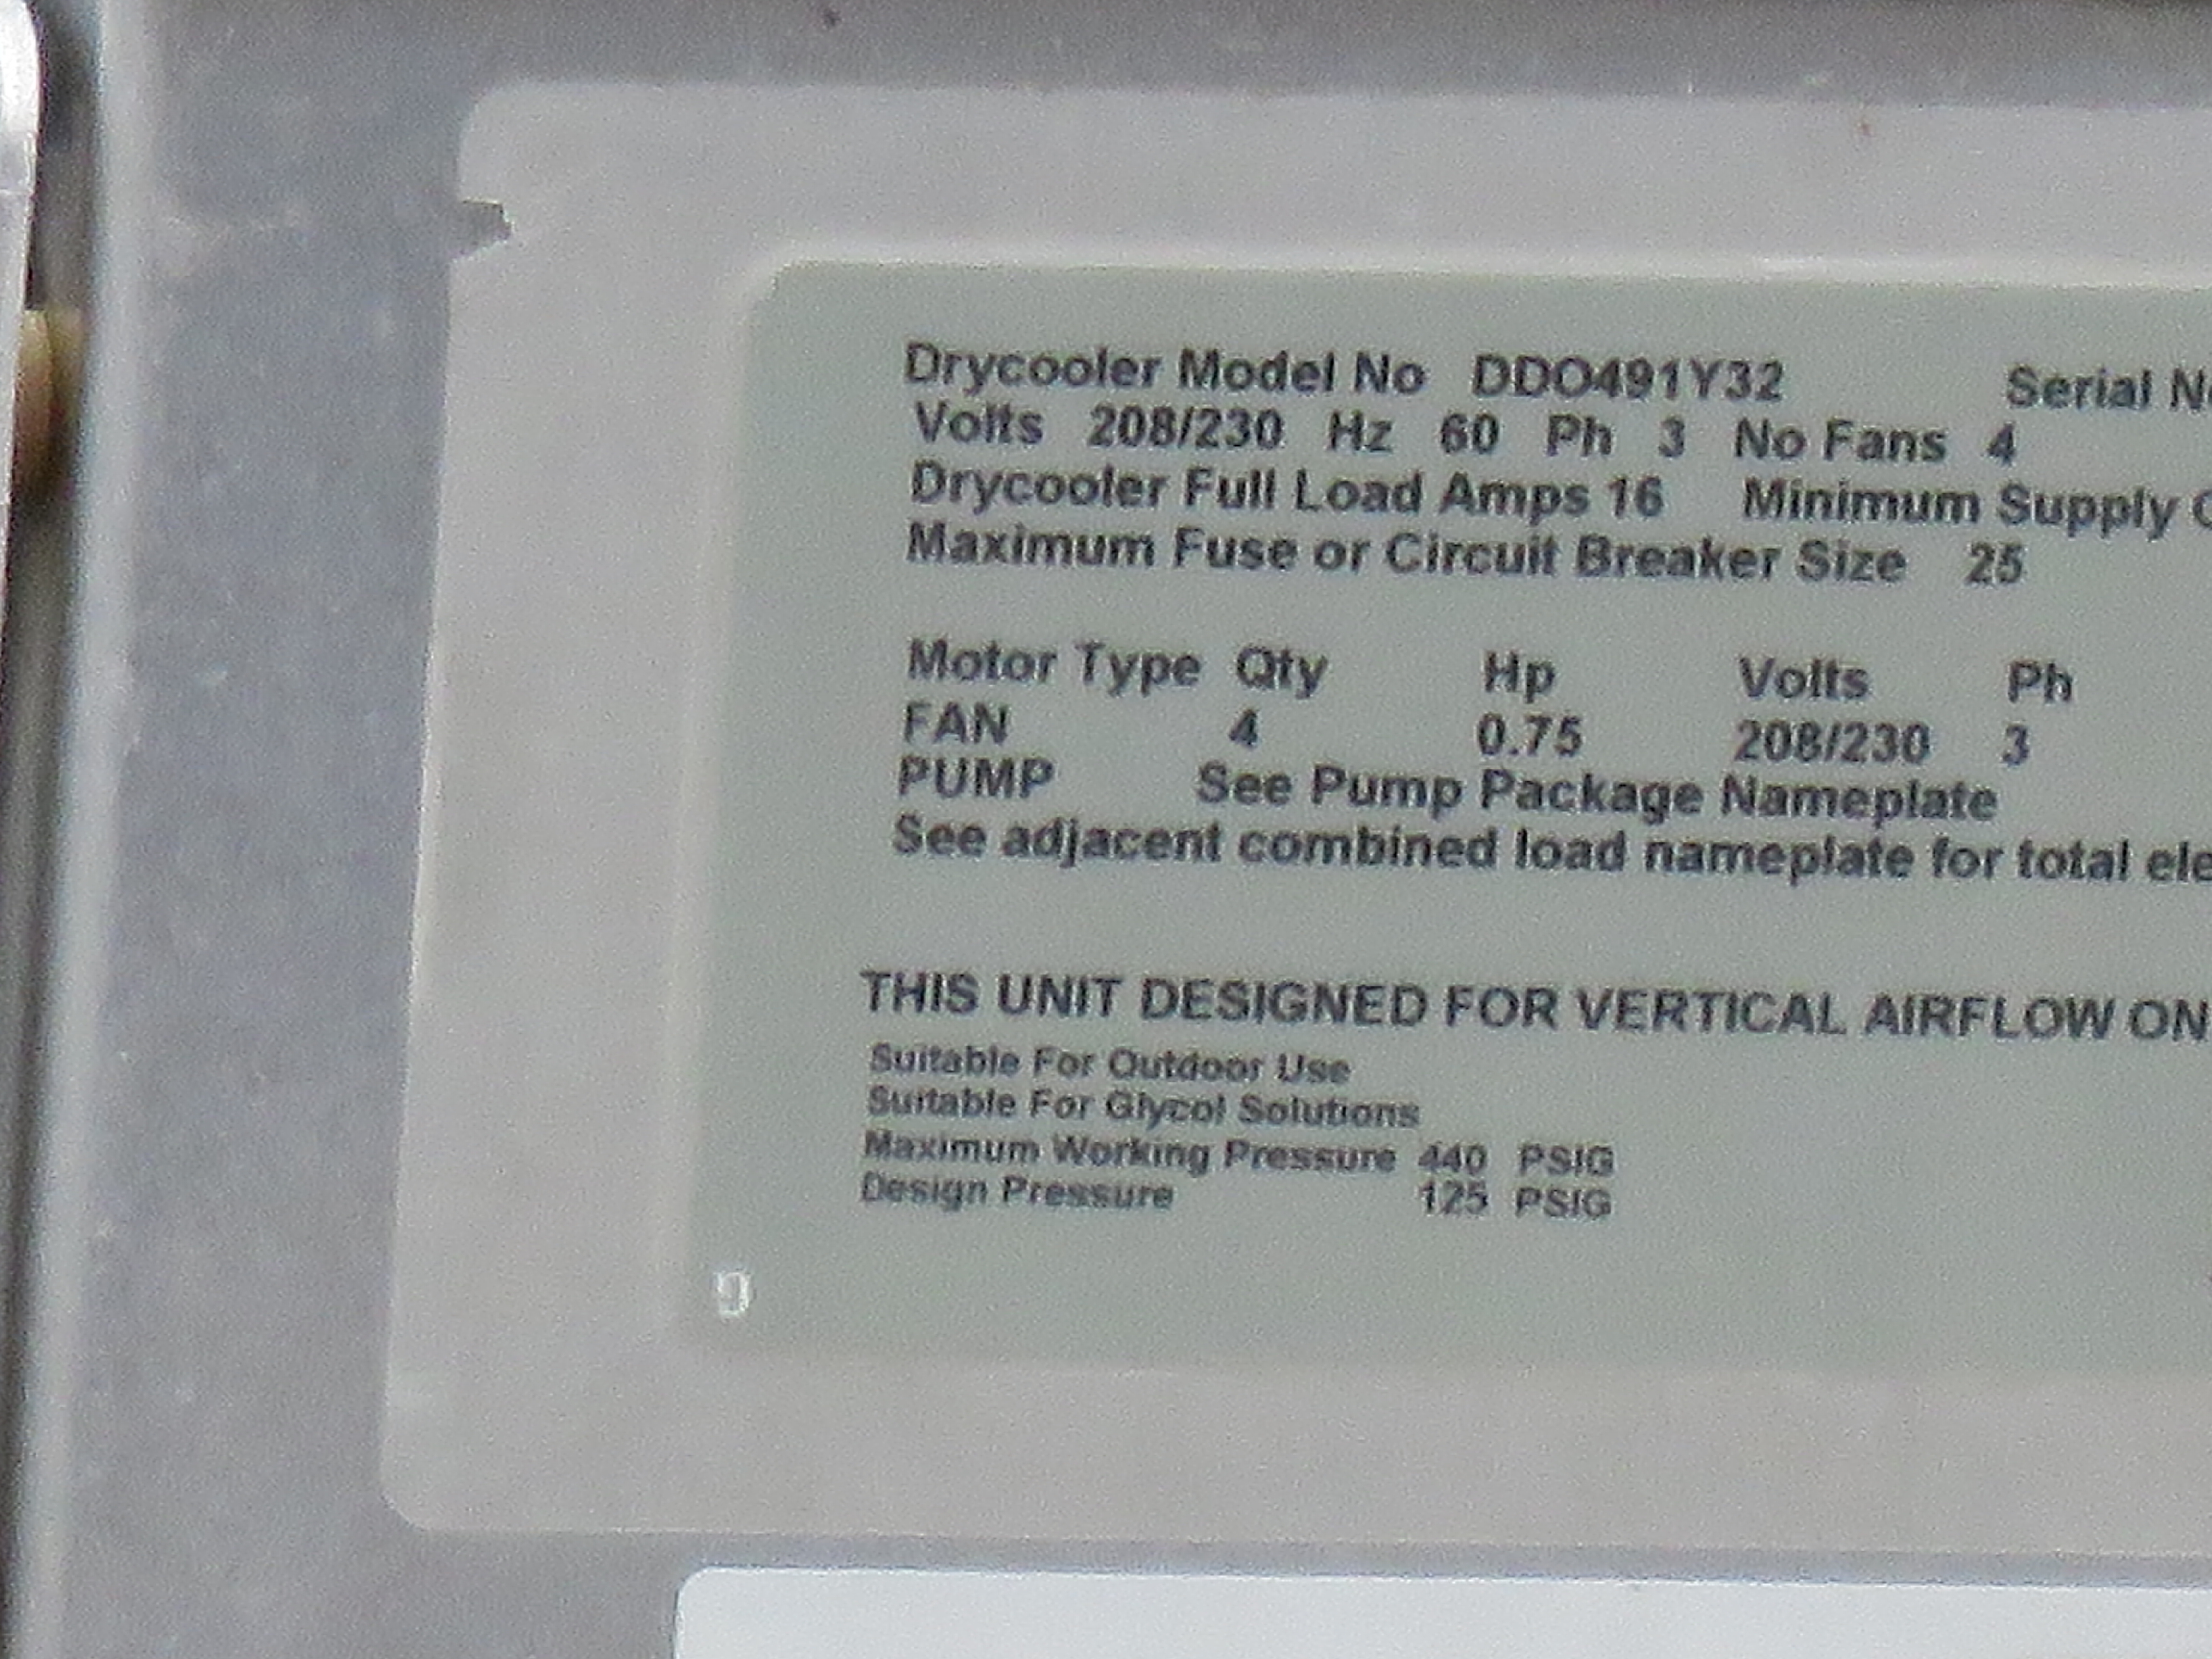 Drycooler Model No DDO491Y32 Serial No
Volts 208/230 Hz 60 Ph 3 No Fans 4
Drycooler Full Load Amps 16 Minimum Supply C
Maximum Fuse or Circuit Breaker Size 25
Motor Type Qty Hp Volts Ph
FAN 4 0.75 208/230 3
PUMP See Pump Package Nameplate
See adjacent combined load nameplate for total ele
THIS UNIT DESIGNED FOR VERTICAL AIRFLOW ON
Suitable For Outdoor Use
Suitable For Glycol Solutions
Maximum Working Pressure 440 PSIG
Design Pressure 125 PSIG